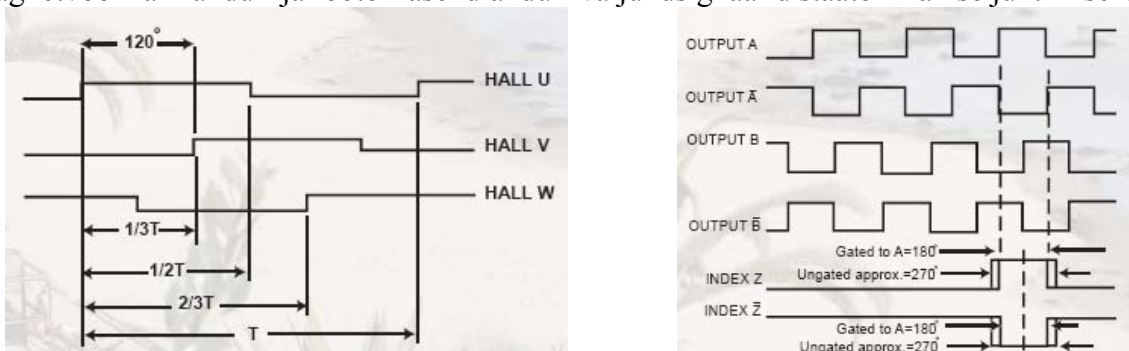 120°
HALL U
HALL V
HALL W
1/3T
1/2T
2/3T
T
OUTPUT A
OUTPUT A̅
OUTPUT B
OUTPUT B̅
Gated to A=180°
INDEX Z
Ungated approx.=270°
INDEX Z̅
Gated to A=180°
Ungated approx.=270°